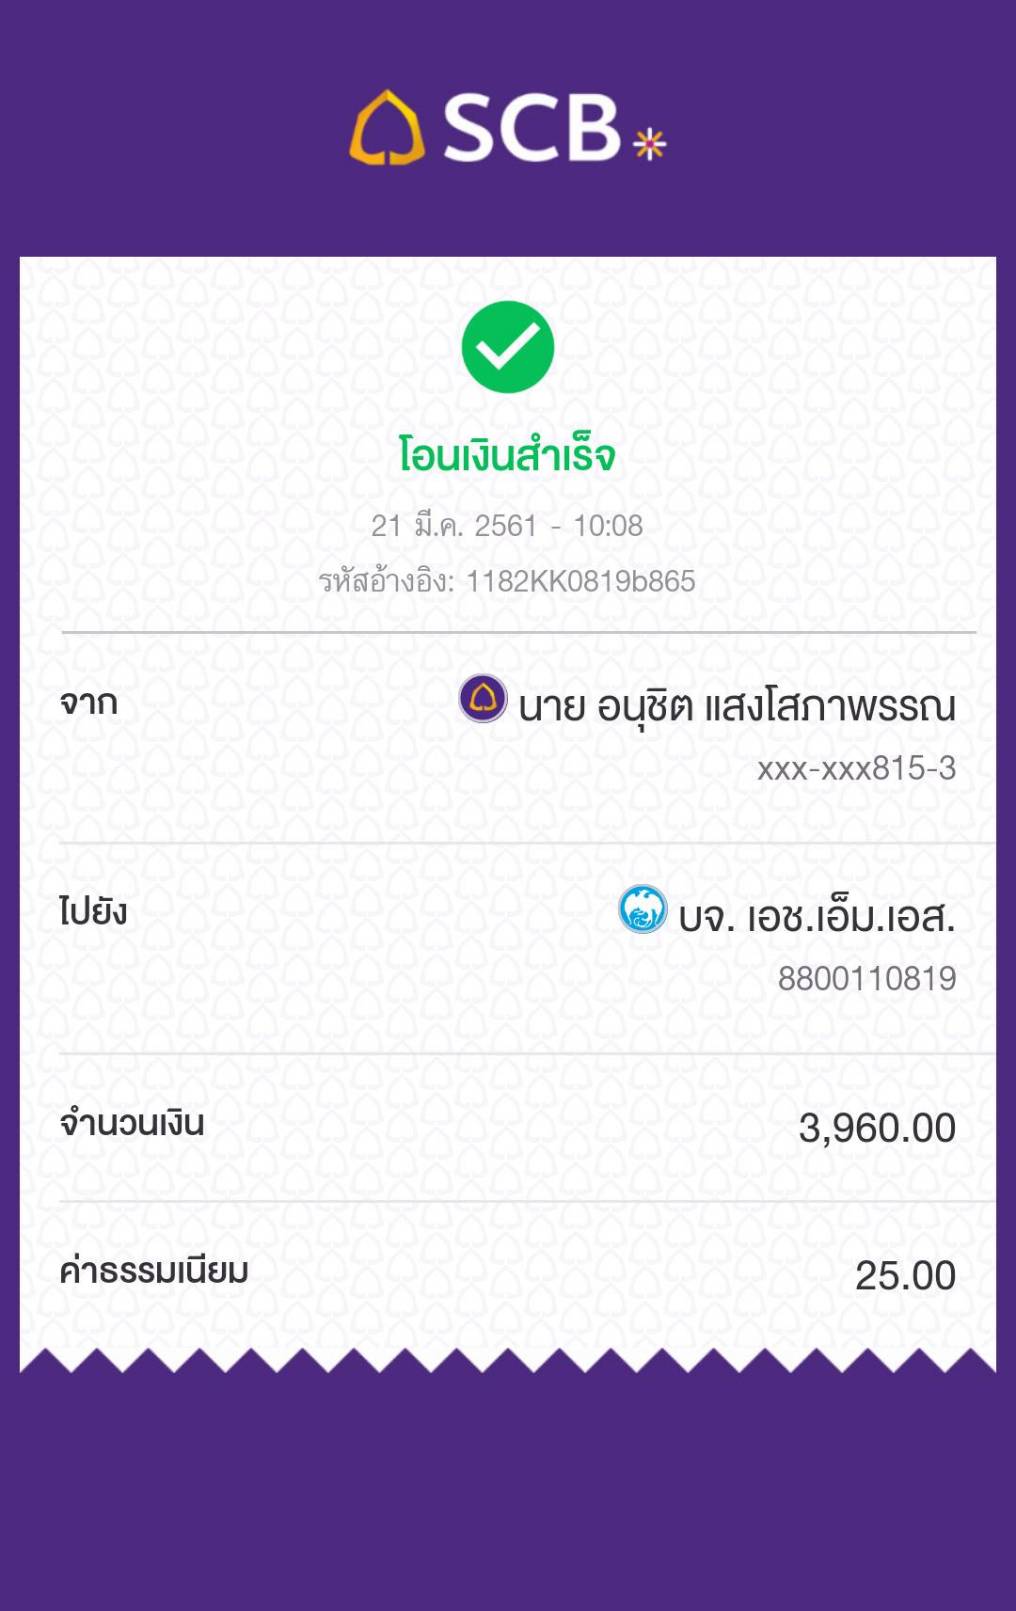 SCB
โอนเงินสำเร็จ
21 มี.ค. 2561 - 10:08
รหัสอ้างอิง: 1182KK0819b865
จาก
นาย อนุชิต แสงโสภาพรรณ
xxx-xxx815-3
ไปยัง
บจ. เอช.เอ็ม.เอส.
8800110819
จำนวนเงิน
3,960.00
ค่าธรรมเนียม
25.00